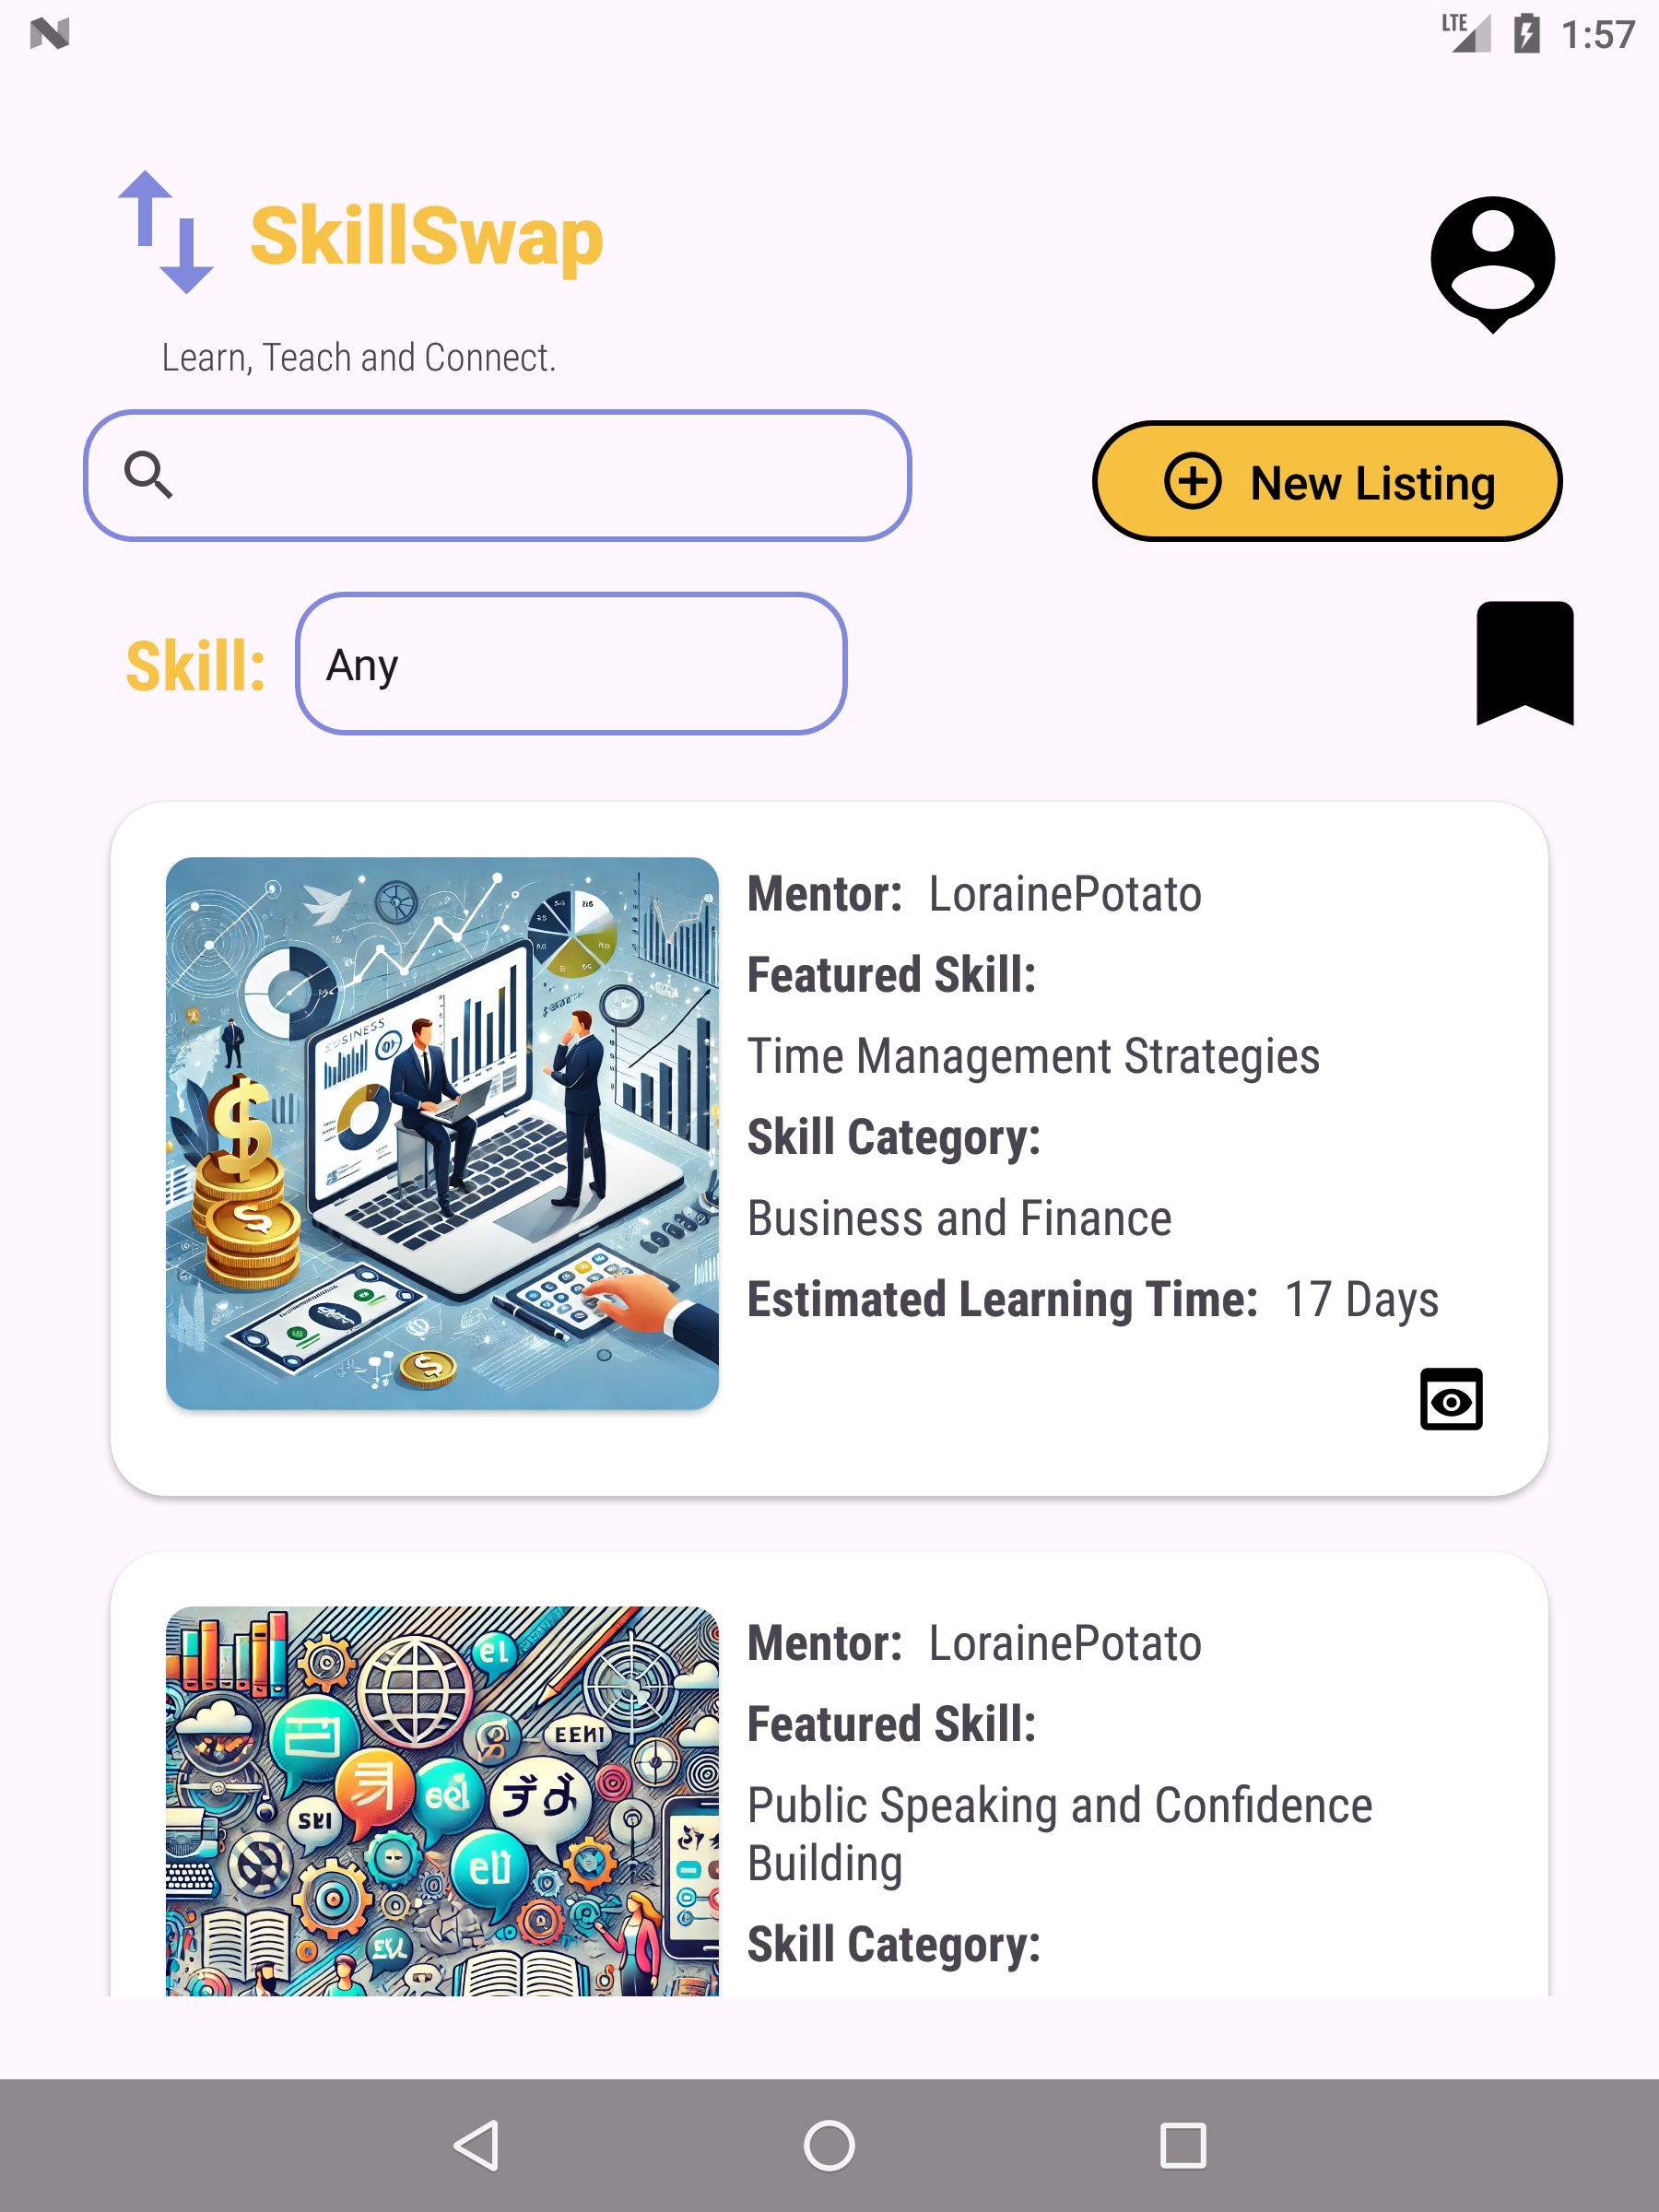 LTE 1:57
SkillSwap
Learn, Teach and Connect.
New Listing
Skill: Any
Mentor: LorainePotato
Featured Skill:
Time Management Strategies
Skill Category:
Business and Finance
Estimated Learning Time: 17 Days
Mentor: LorainePotato
Featured Skill:
Public Speaking and Confidence
Building
Skill Category: